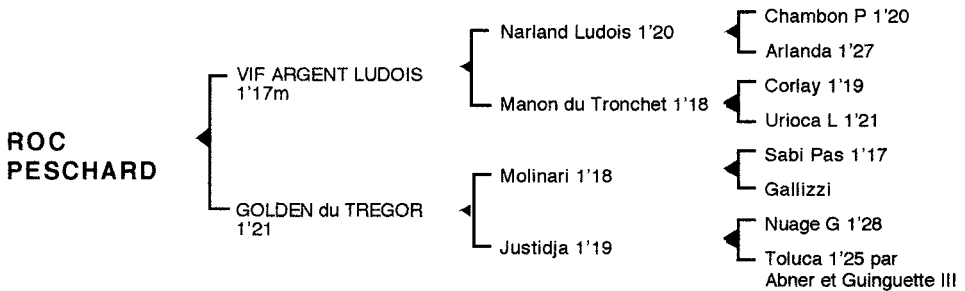 ROC
PESCHARD
VIF ARGENT LUDOIS
1'17m
GOLDEN du TREGOR
1'21
Narland Ludois 1'20
Manon du Tronchet 1'18
Molinari 1'18
Justidja 1'19
Chambon P 1'20
Arlanda 1'27
Corlay 1'19
Urioca L 1'21
Sabi Pas 1'17
Gallizzi
Nuage G 1'28
Toluca 1'25 par
Abner et Guinguette III